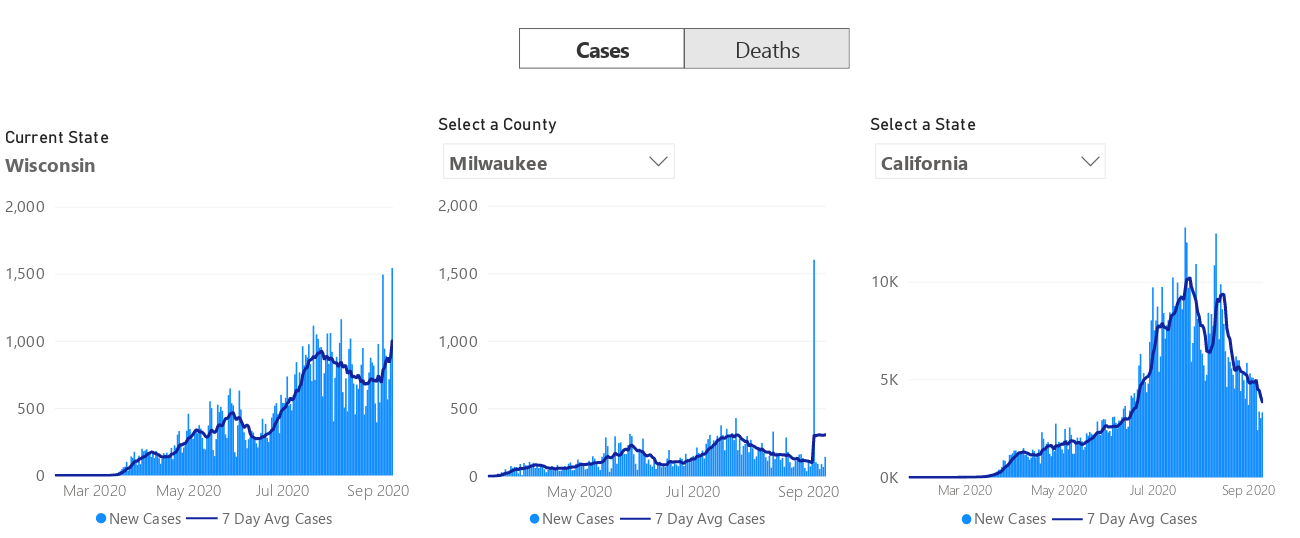 Cases Deaths
Current State
Wisconsin
2,000
1,500
1,000
500
0
Mar 2020 May 2020 Jul 2020 Sep 2020
New Cases 7 Day Avg Cases
Select a County
Milwaukee
2,000
1,500
1,000
500
0
May 2020 Jul 2020 Sep 2020
New Cases 7 Day Avg Cases
Select a State
California
10K
5K
0K
Mar 2020 May 2020 Jul 2020 Sep 2020
New Cases 7 Day Avg Cases